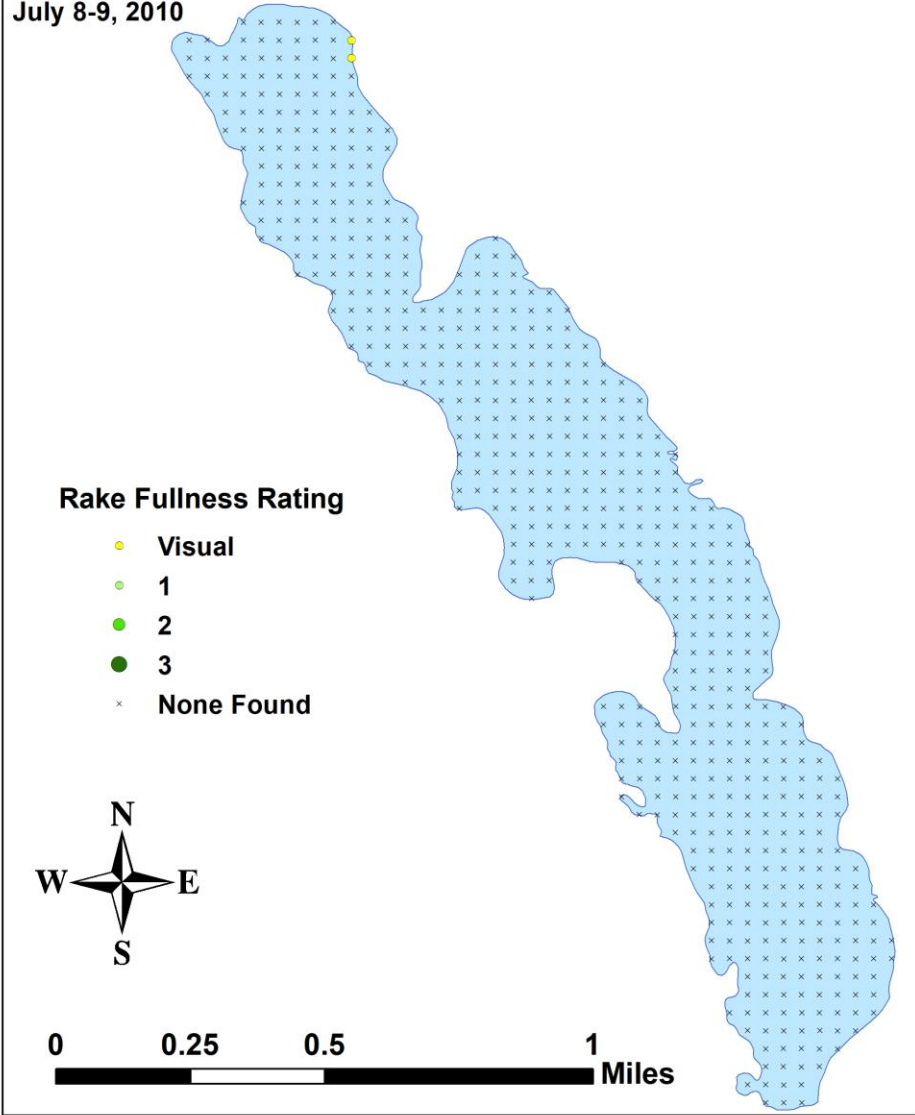 July 8-9, 2010
Rake Fullness Rating
Visual
1
2
3
None Found
N
W E
S
0 0.25 0.5 1
Miles